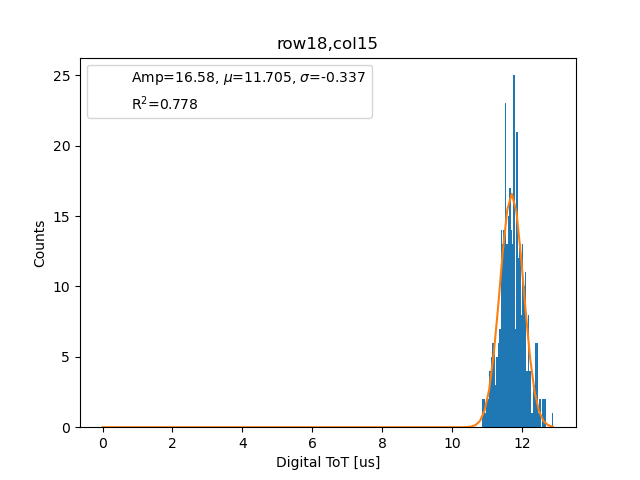 row18,col15
Amp=16.58, μ=11.705, σ=-0.337
R²=0.778
25
20
15
10
5
0
Counts
0 2 4 6 8 10 12
Digital ToT [us]